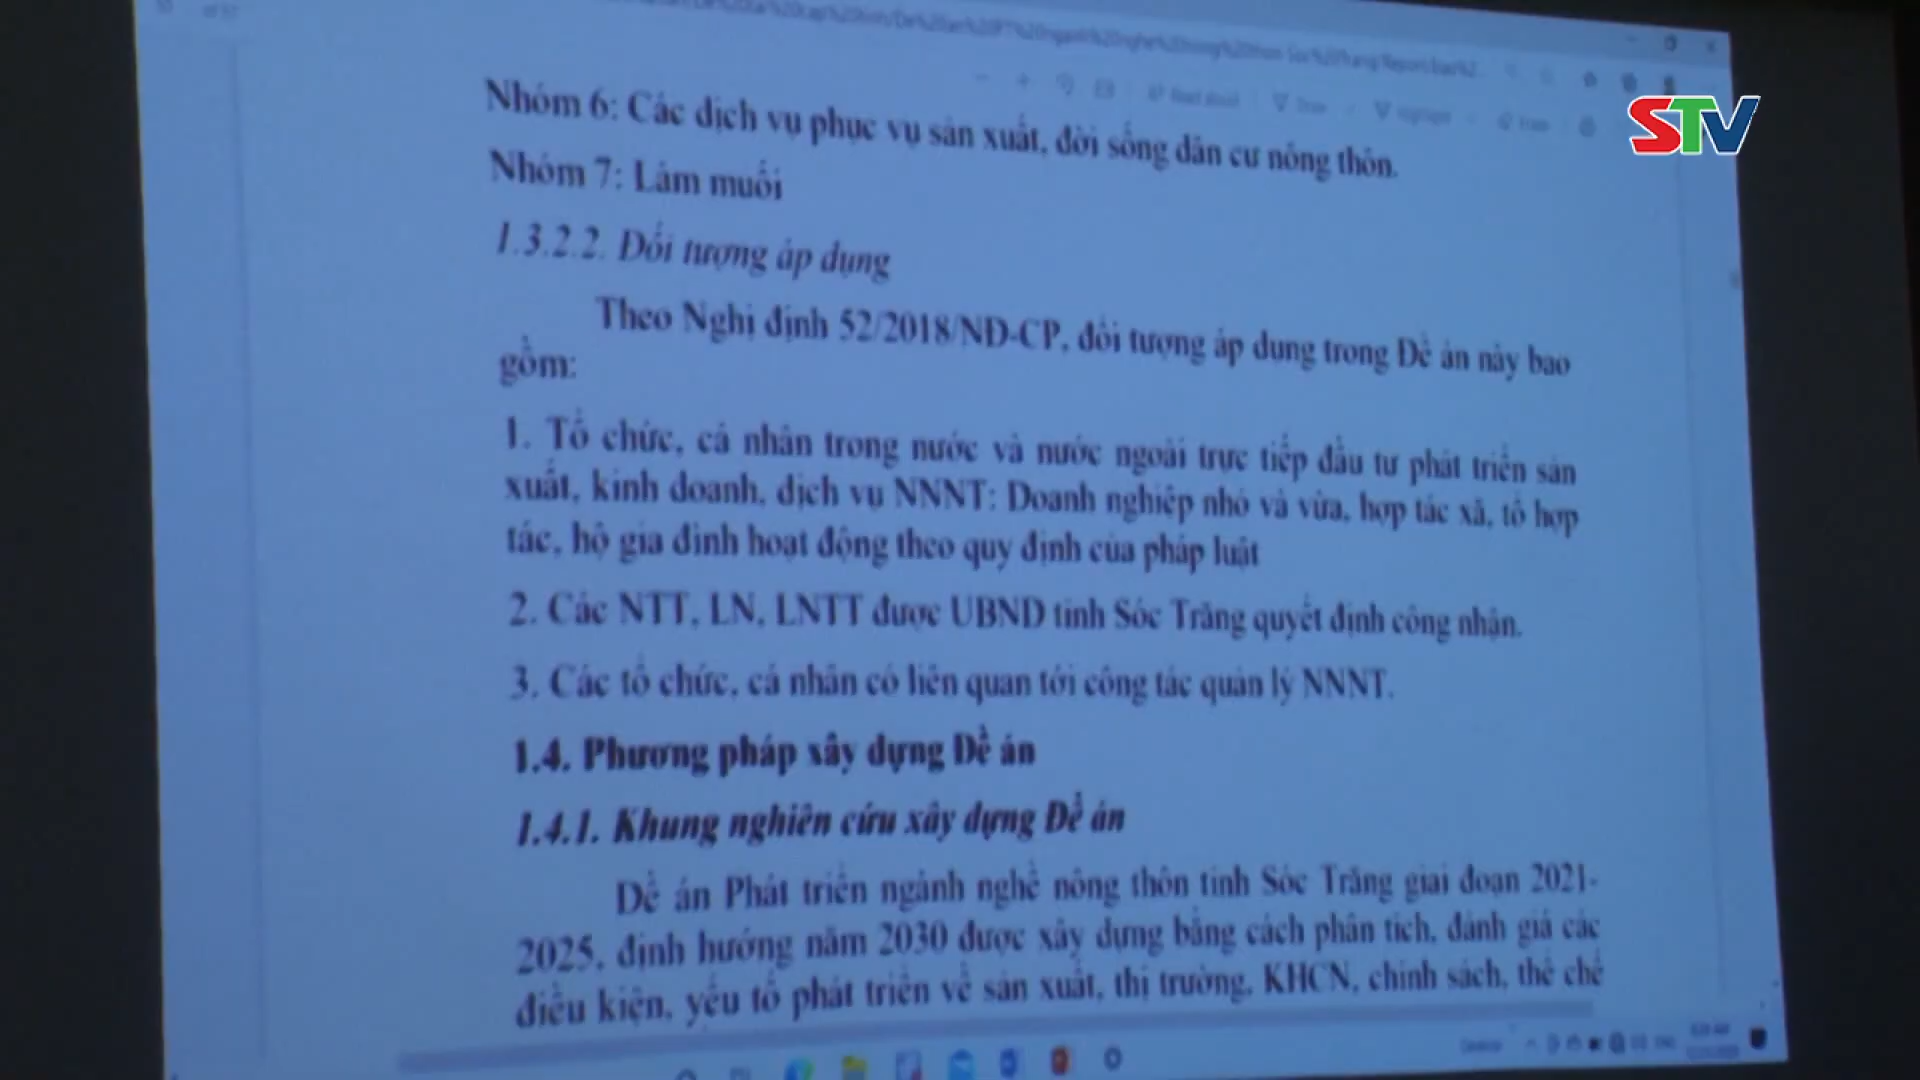 STV
Nhóm 6: Các dịch vụ phục vụ sản xuất, đời sống dân cư nông thôn.
Nhóm 7: Làm muối
1.3.2.2. Đối tượng áp dụng
Theo Nghị định 52/2018/NĐ-CP, đối tượng áp dụng trong Đề án này bao
gồm:
1. Tổ chức, cá nhân trong nước và nước ngoài trực tiếp đầu tư phát triển sản
xuất, kinh doanh, dịch vụ NNNT: Doanh nghiệp nhỏ và vừa, hợp tác xã, tổ hợp
tác, hộ gia đình hoạt động theo quy định của pháp luật
2. Các NTT, LN, LNTT được UBND tỉnh Sóc Trăng quyết định công nhận.
3. Các tổ chức, cá nhân có liên quan tới công tác quản lý NNNT.
1.4. Phương pháp xây dựng Đề án
1.4.1. Khung nghiên cứu xây dựng Đề án
Đề án Phát triển ngành nghề nông thôn tỉnh Sóc Trăng giai đoạn 2021-
2025, định hướng năm 2030 được xây dựng bằng cách phân tích, đánh giá các
điều kiện, yếu tố phát triển về sản xuất, thị trường, KHCN, chính sách, thể chế